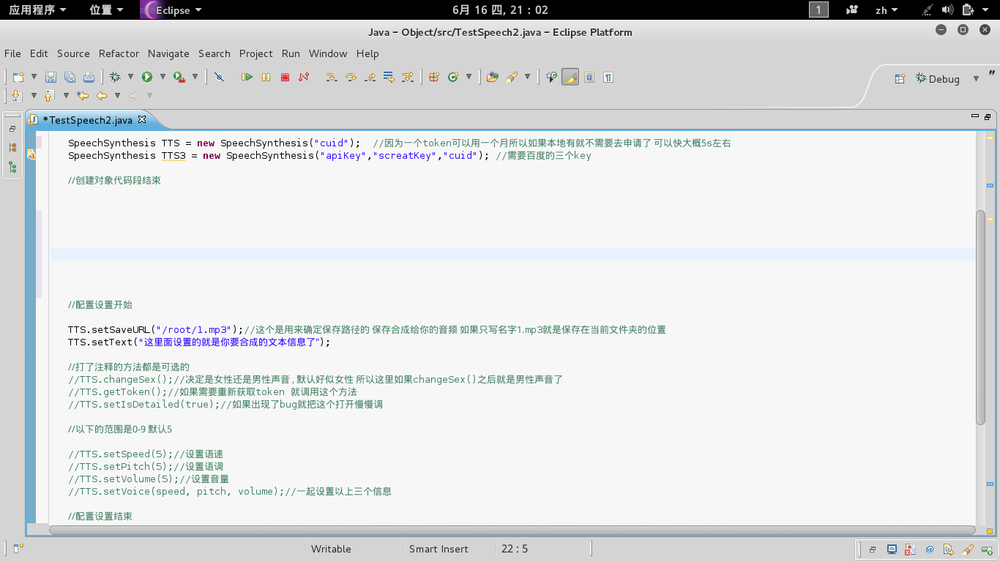 应用程序 位置 Eclipse 6月 16 四, 21：02 1 zh
Java – Object/src/TestSpeech2.java – Eclipse Platform
File Edit Source Refactor Navigate Search Project Run Window Help
Debug
*TestSpeech2.java
SpeechSynthesis TTS = new SpeechSynthesis("cuid"); //因为一个token可以用一个月所以如果本地有就不需要去申请了 可以快大概5s左右
SpeechSynthesis TTS3 = new SpeechSynthesis("apiKey","screatKey","cuid"); //需要百度的三个key
//创建对象代码段结束
//配置设置开始
TTS.setSaveURL("/root/1.mp3");//这个是用来确定保存路径的 保存合成给你的音频 如果只写名字1.mp3就是保存在当前文件夹的位置
TTS.setText("这里面设置的就是你要合成的文本信息了");
//打了注释的方法都是可选的
//TTS.changeSex();//决定是女性还是男性声音,默认好似女性 所以这里如果changeSex()之后就是男性声音了
//TTS.getToken();//如果需要重新获取token 就调用这个方法
//TTS.setIsDetailed(true);//如果出现了bug就把这个打开慢慢调
//以下的范围是0-9 默认5
//TTS.setSpeed(5);//设置语速
//TTS.setPitch(5);//设置语调
//TTS.setVolume(5);//设置音量
//TTS.setVoice(speed, pitch, volume);//一起设置以上三个信息
//配置设置结束
Writable Smart Insert 22 : 5